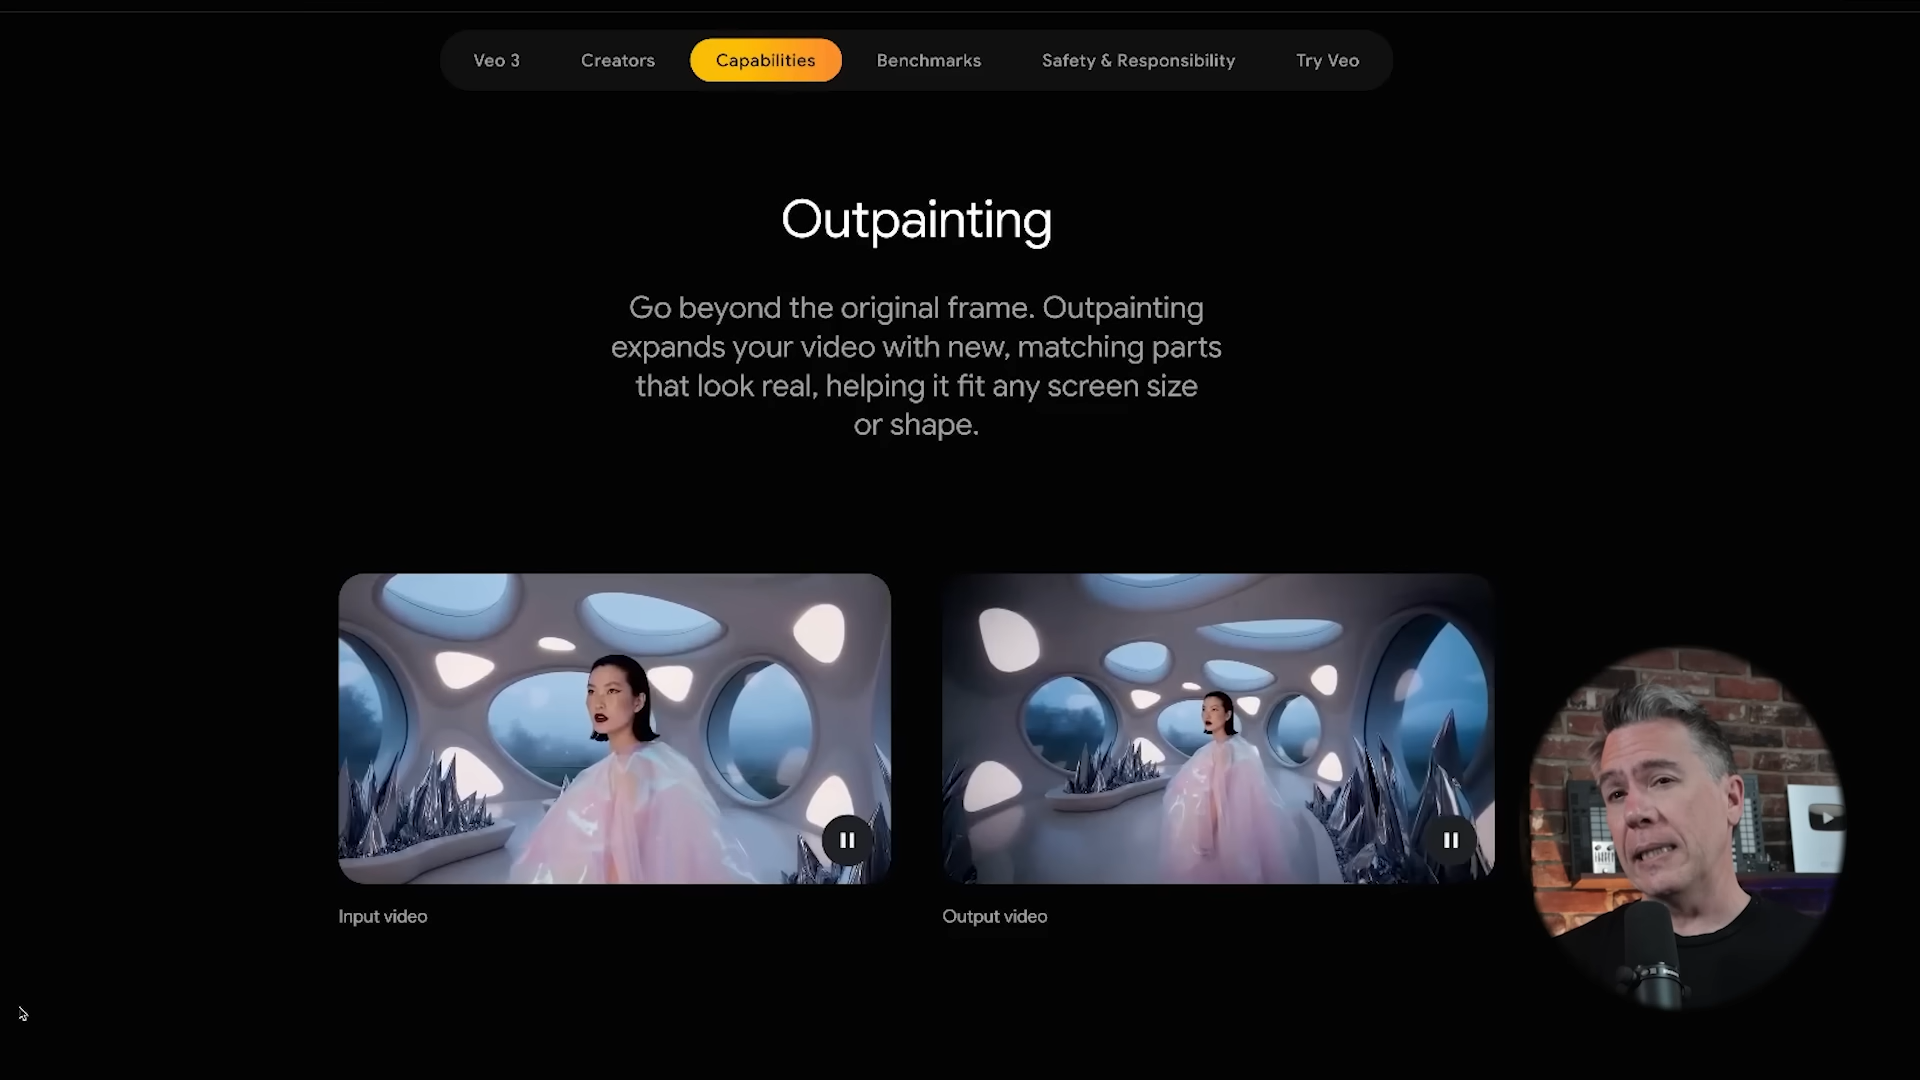 Veo 3 Creators Capabilities Benchmarks Safety & Responsibility Try Veo
Outpainting
Go beyond the original frame. Outpainting
expands your video with new, matching parts
that look real, helping it fit any screen size
or shape.
Input video
Output video